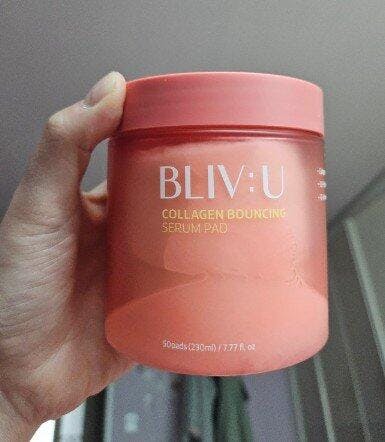 BLIV:U
COLLAGEN BOUNCING
SERUM PAD
50pads (230ml) / 7.77 fl. oz